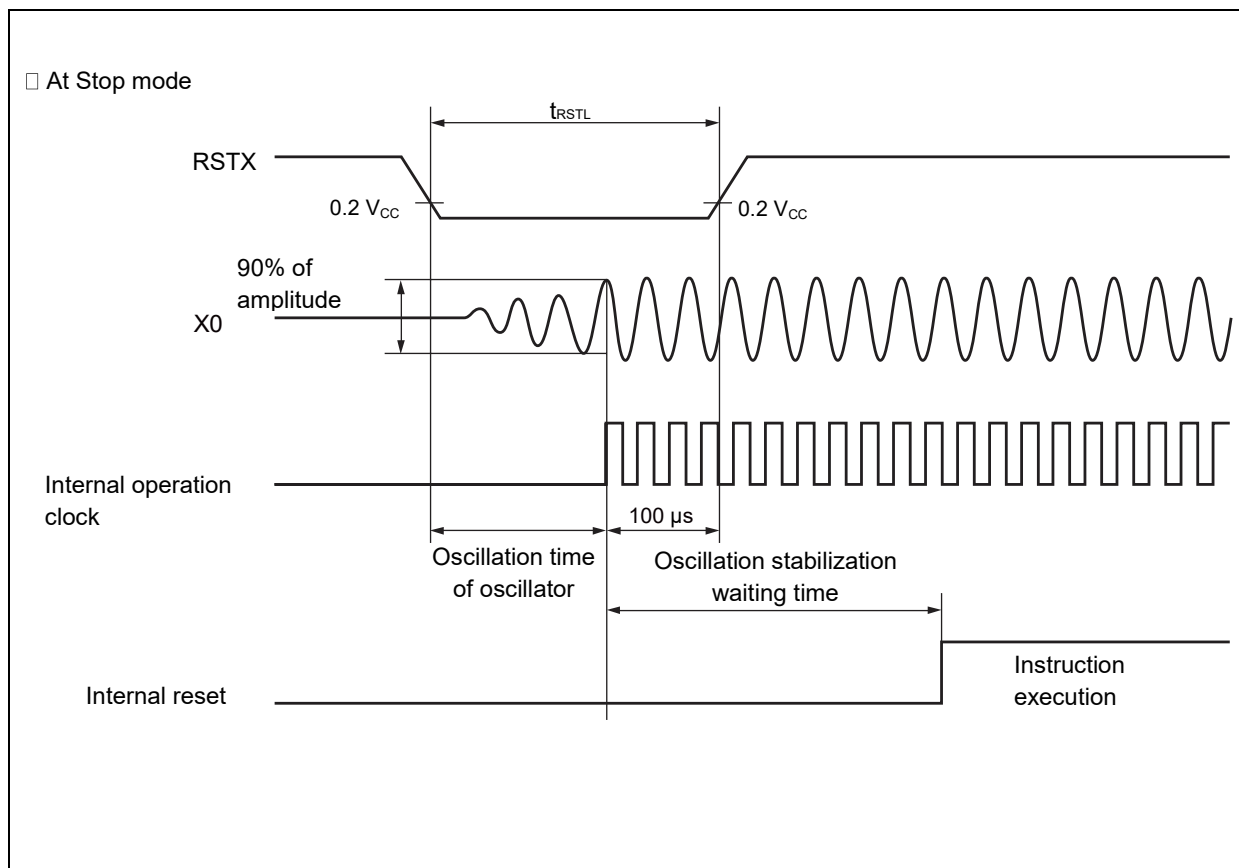 □ At Stop mode
tRSTL
RSTX
0.2 VCC
0.2 VCC
90% of
amplitude
X0
Internal operation
clock
100 µs
Oscillation time
of oscillator
Oscillation stabilization
waiting time
Internal reset
Instruction
execution